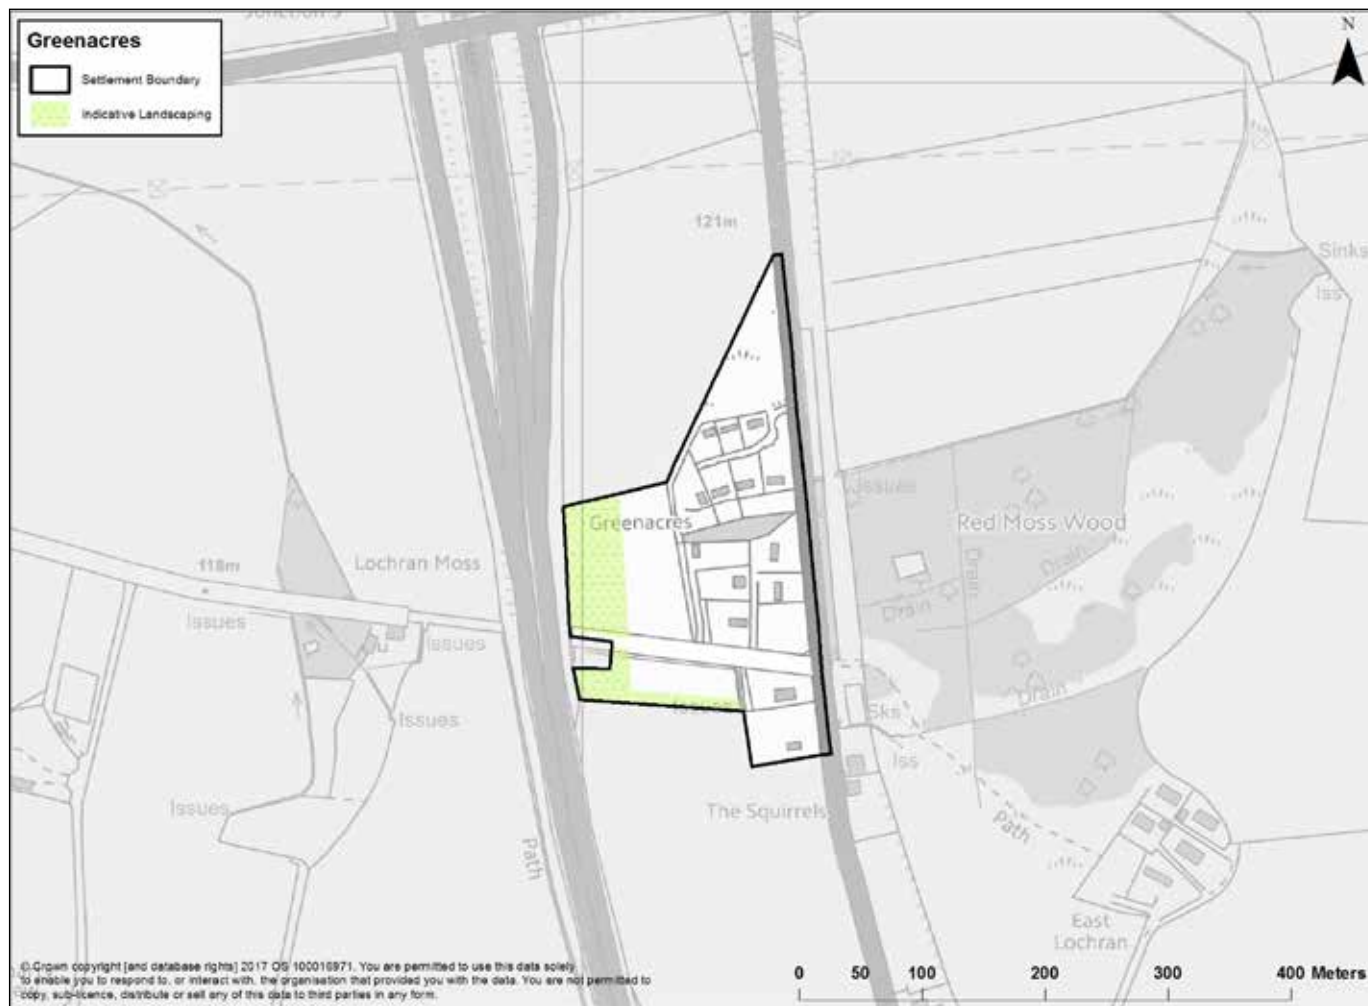 Greenacres
Settlement Boundary
Indicative Landscaping
N
121m
Sinks
Iss
Issues
Greenacres
Red Moss Wood
Lochran Moss
118m
Drain
Drain
Drain
Issues
Issues
Issues
Drain
Issues
Sks
Issues
Iss
Issues
The Squirrels
Path
Path
East
Lochran
© Crown copyright [and database rights] 2017 OS 100016971. You are permitted to use this data solely
to enable you to respond to, or interact with, the organisation that provided you with the data. You are not permitted to
copy, sub-licence, distribute or sell any of this data to third parties in any form.
0 50 100 200 300 400 Meters